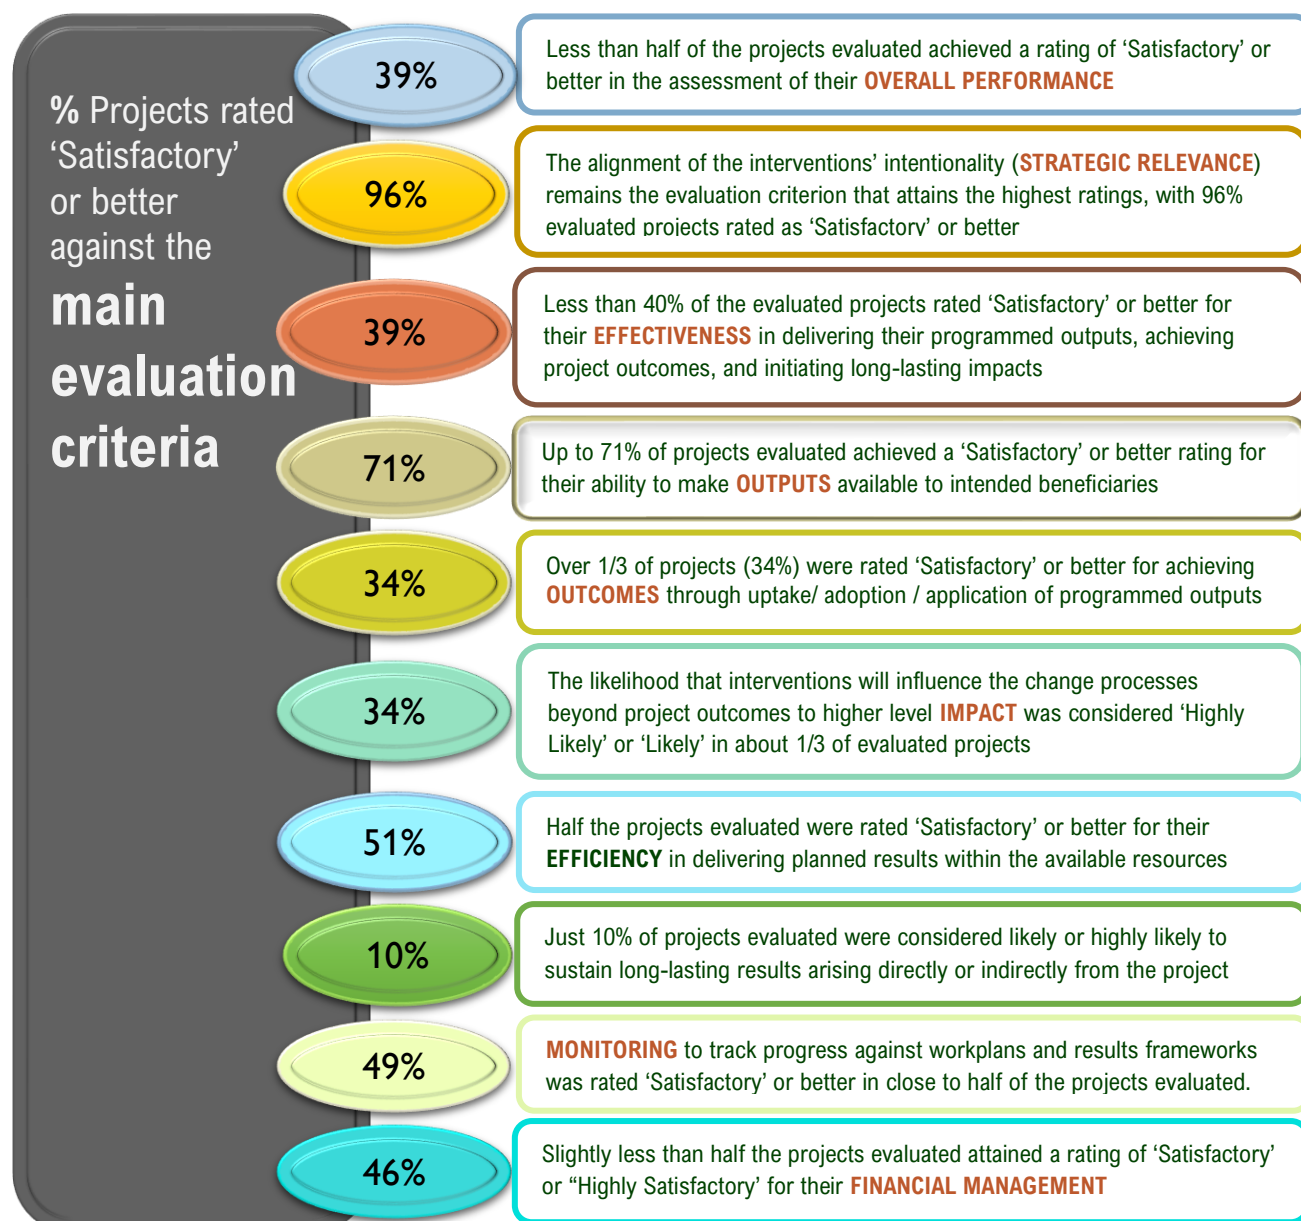 % Projects rated
‘Satisfactory’
or better
against the
main
evaluation
criteria
39%
Less than half of the projects evaluated achieved a rating of ‘Satisfactory’ or
better in the assessment of their OVERALL PERFORMANCE
96%
The alignment of the interventions’ intentionality (STRATEGIC RELEVANCE)
remains the evaluation criterion that attains the highest ratings, with 96%
evaluated projects rated as ‘Satisfactory’ or better
39%
Less than 40% of the evaluated projects rated ‘Satisfactory’ or better for
their EFFECTIVENESS in delivering their programmed outputs, achieving
project outcomes, and initiating long-lasting impacts
71%
Up to 71% of projects evaluated achieved a ‘Satisfactory’ or better rating for
their ability to make OUTPUTS available to intended beneficiaries
34%
Over 1/3 of projects (34%) were rated ‘Satisfactory’ or better for achieving
OUTCOMES through uptake/ adoption / application of programmed outputs
34%
The likelihood that interventions will influence the change processes
beyond project outcomes to higher level IMPACT was considered ‘Highly
Likely’ or ‘Likely’ in about 1/3 of evaluated projects
51%
Half the projects evaluated were rated ‘Satisfactory’ or better for their
EFFICIENCY in delivering planned results within the available resources
10%
Just 10% of projects evaluated were considered likely or highly likely to
sustain long-lasting results arising directly or indirectly from the project
49%
MONITORING to track progress against workplans and results frameworks
was rated ‘Satisfactory’ or better in close to half of the projects evaluated.
46%
Slightly less than half the projects evaluated attained a rating of ‘Satisfactory’
or “Highly Satisfactory’ for their FINANCIAL MANAGEMENT